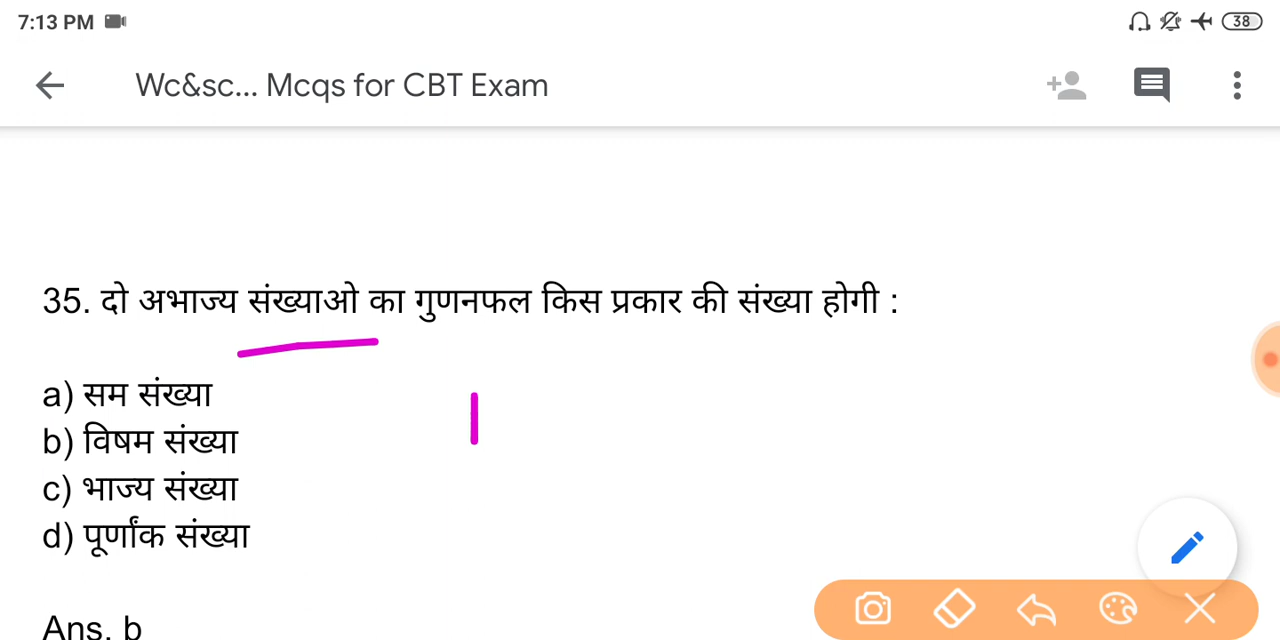 7:13 PM
38
Wc&sc... Mcqs for CBT Exam
35. दो अभाज्य संख्याओ का गुणनफल किस प्रकार की संख्या होगी :
a) सम संख्या
b) विषम संख्या
c) भाज्य संख्या
d) पूर्णांक संख्या
Ans. b